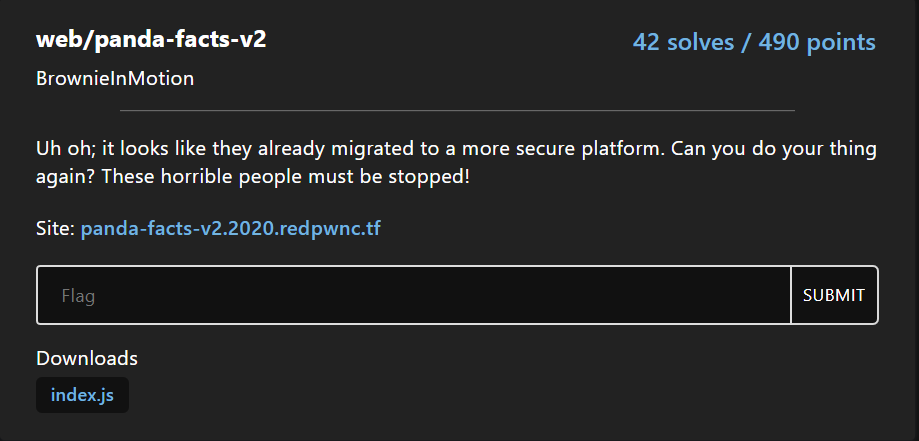 web/panda-facts-v2
42 solves / 490 points
BrownieInMotion
Uh oh; it looks like they already migrated to a more secure platform. Can you do your thing
again? These horrible people must be stopped!
Site: panda-facts-v2.2020.redpwnc.tf
Flag
SUBMIT
Downloads
index.js